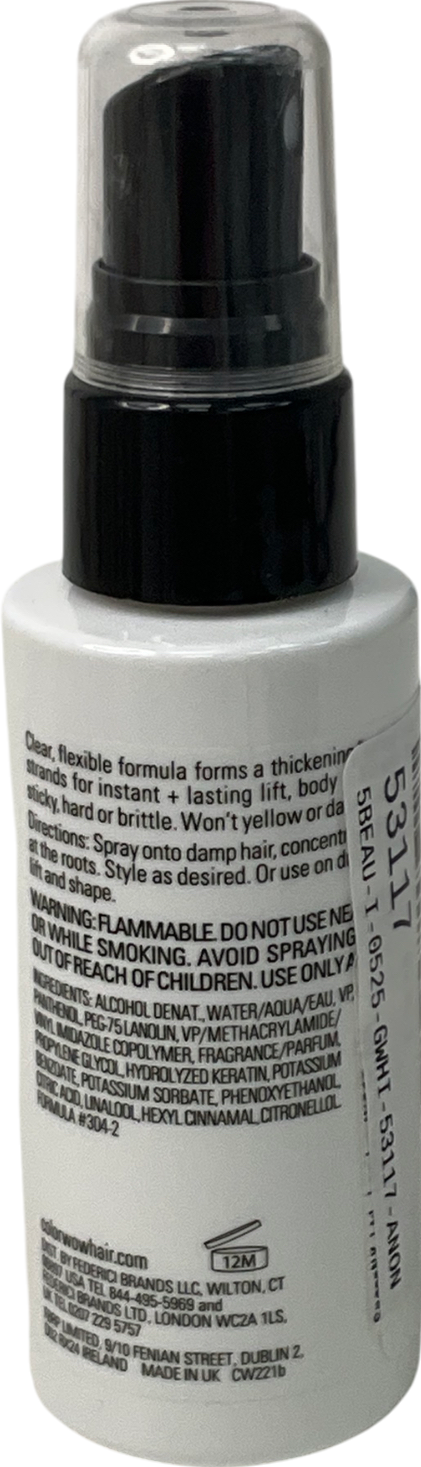 Clear, flexible formula forms a thickening
strands for instant + lasting lift, body
sticky, hard or brittle. Won't yellow or da
Directions: Spray onto damp hair, concent
at the roots. Style as desired. Or use on d
lift and shape.
WARNING: FLAMMABLE. DO NOT USE NEA
OR WHILE SMOKING. AVOID SPRAYING
OUT OF REACH OF CHILDREN. USE ONLY A
INGREDIENTS: ALCOHOL DENAT., WATER/AQUA/EAU, VP,
PANTHENOL, PEG-75 LANOLIN, VP/METHACRYLAMIDE/
VINYL IMIDAZOLE COPOLYMER, FRAGRANCE/PARFUM,
PROPYLENE GLYCOL, HYDROLYZED KERATIN, POTASSIUM
BENZOATE, POTASSIUM SORBATE, PHENOXYETHANOL,
CITRIC ACID, LINALOOL, HEXYL CINNAMAL, CITRONELLOL
FORMULA #304-2
colorwowhair.com
DIST. BY FEDERICI BRANDS LLC, WILTON, CT
06897 USA TEL 844-495-5969 and
FEDERICI BRANDS LTD. LONDON WC2A 1LS,
UK TEL 0207 229 5757
LIMITED, 9/10 FENIAN STREET, DUBLIN 2,
D02 RX24 IRELAND MADE IN UK CW221b
12M
53117
5BEAU-I-0525-GWHI-53117-ANON